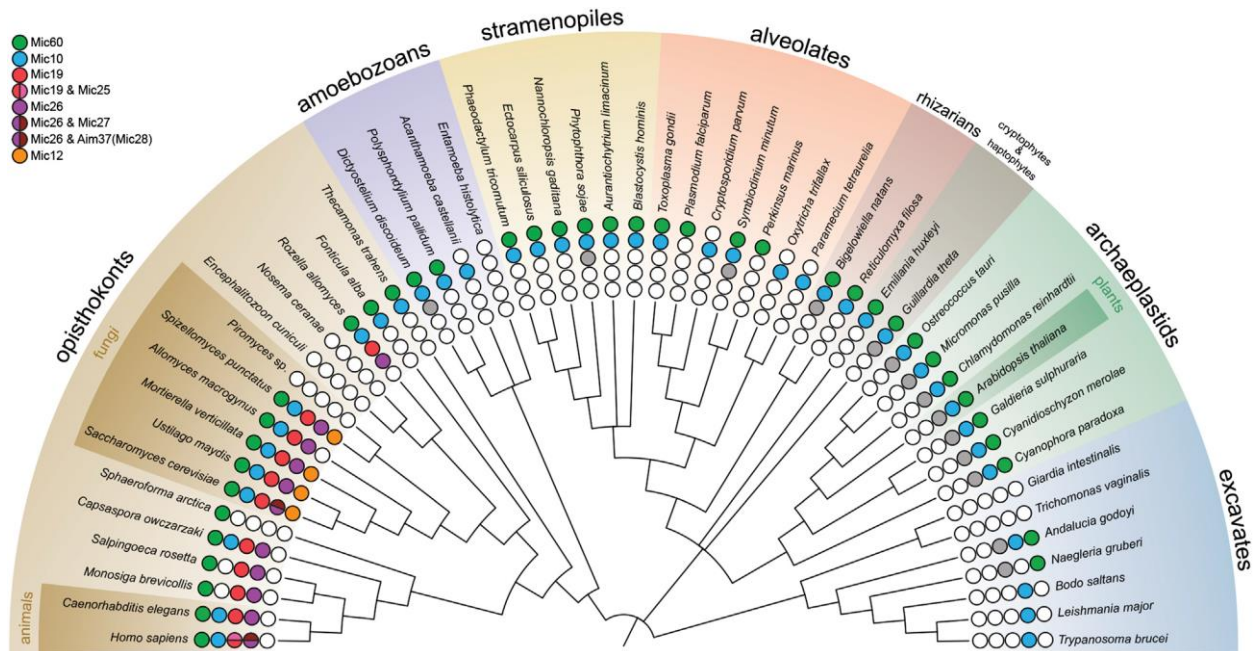 Mic60
Mic10
Mic19
Mic19 & Mic25
Mic26
Mic26 & Mic27
Mic26 & Aim37(Mic28)
Mic12
opisthokonts
fungi
animals
amoebozoans
stramenopiles
alveolates
rhizarians
cryptophytes
&
haptophytes
archaeplastids
plants
excavates
Homo sapiens
Caenorhabditis elegans
Monosiga brevicollis
Salpingoeca rosetta
Capsaspora owczarzaki
Sphaeroforma arctica
Saccharomyces cerevisiae
Ustilago maydis
Mortierella verticillata
Allomyces macrogynus
Spizellomyces punctatus
Piromyces sp.
Encephalitozoon cuniculi
Nosema ceranae
Rozella allomyces
Fonticula alba
Thecamonas trahens
Dictyostelium discoideum
Polysphondylium pallidum
Acanthamoeba castellanii
Entamoeba histolytica
Phaeodactylum tricornutum
Ectocarpus siliculosus
Nannochloropsis gaditana
Phytophthora sojae
Aurantiochytrium limacinum
Blastocystis hominis
Toxoplasma gondii
Plasmodium falciparum
Cryptosporidium parvum
Symbiodinium minutum
Perkinsus marinus
Oxytricha trifallax
Paramecium tetraurelia
Bigelowiella natans
Reticulomyxa filosa
Emiliania huxleyi
Guillardia theta
Ostreococcus tauri
Micromonas pusilla
Chlamydomonas reinhardtii
Arabidopsis thaliana
Galdieria sulphuraria
Cyanidioschyzon merolae
Cyanophora paradoxa
Giardia intestinalis
Trichomonas vaginalis
Andalucia godoyi
Naegleria gruberi
Bodo saltans
Leishmania major
Trypanosoma brucei